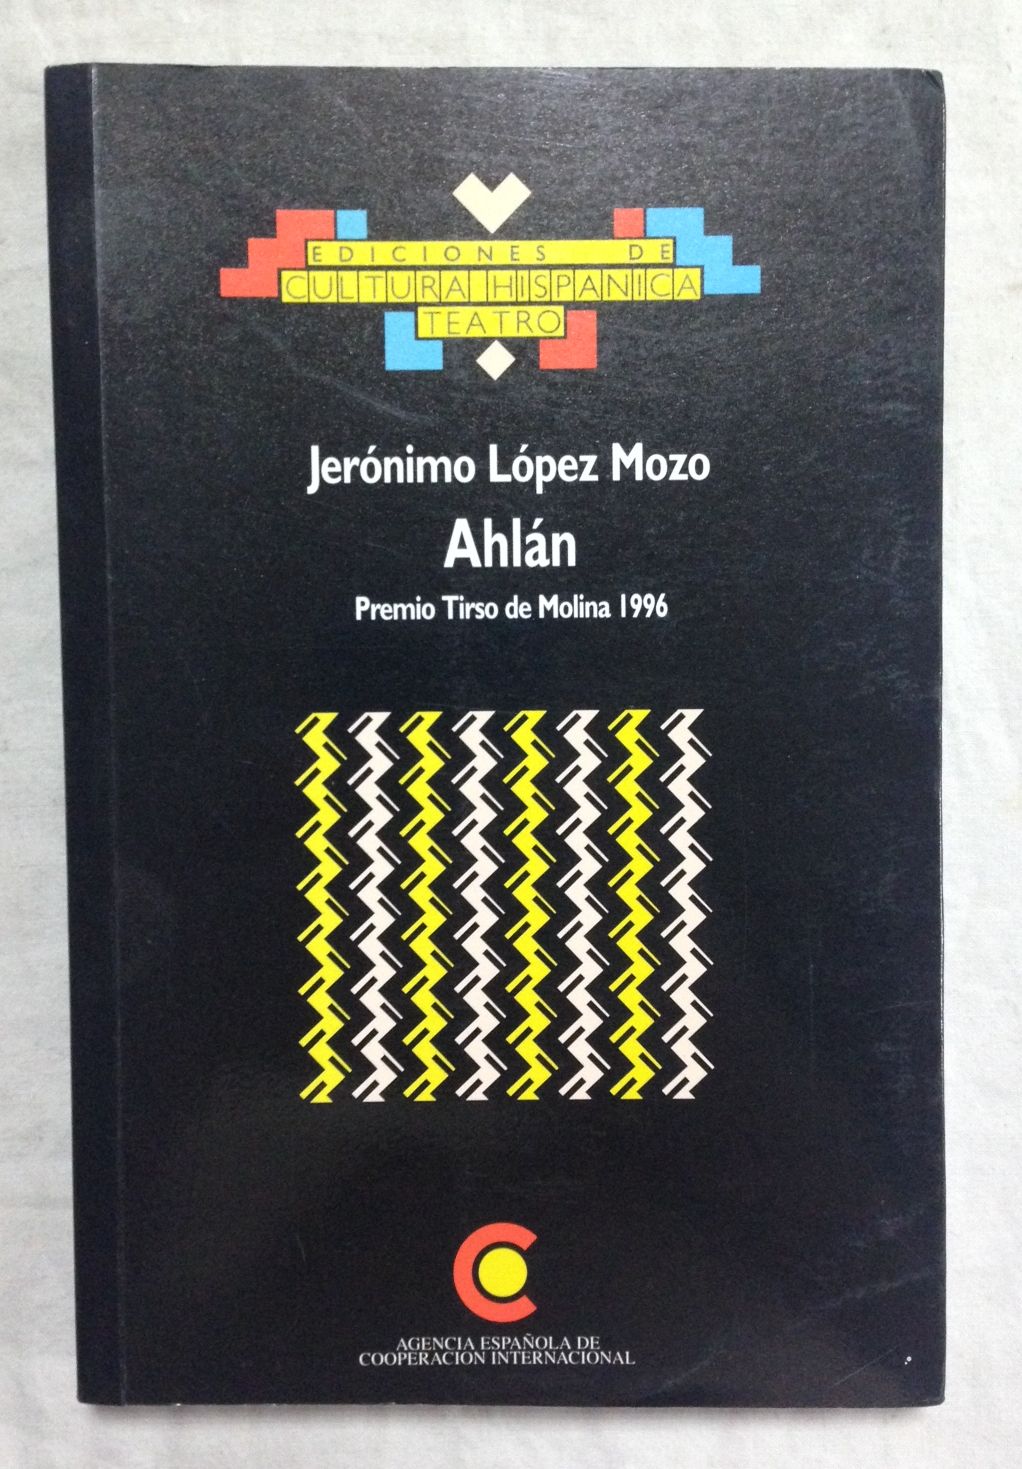 EDICIONES DE
CULTURA HISPANICA
TEATRO
Jerónimo López Mozo
Ahlán
Premio Tirso de Molina 1996
AGENCIA ESPAÑOLA DE
COOPERACION INTERNACIONAL